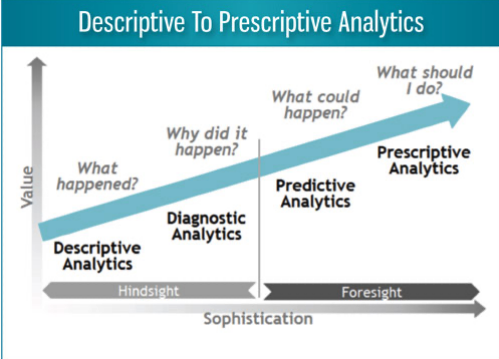 Descriptive To Prescriptive Analytics
What should
I do?
What could
happen?
Why did it
happen?
What
happened?
Prescriptive
Analytics
Predictive
Analytics
Diagnostic
Analytics
Descriptive
Analytics
Value
Hindsight
Foresight
Sophistication